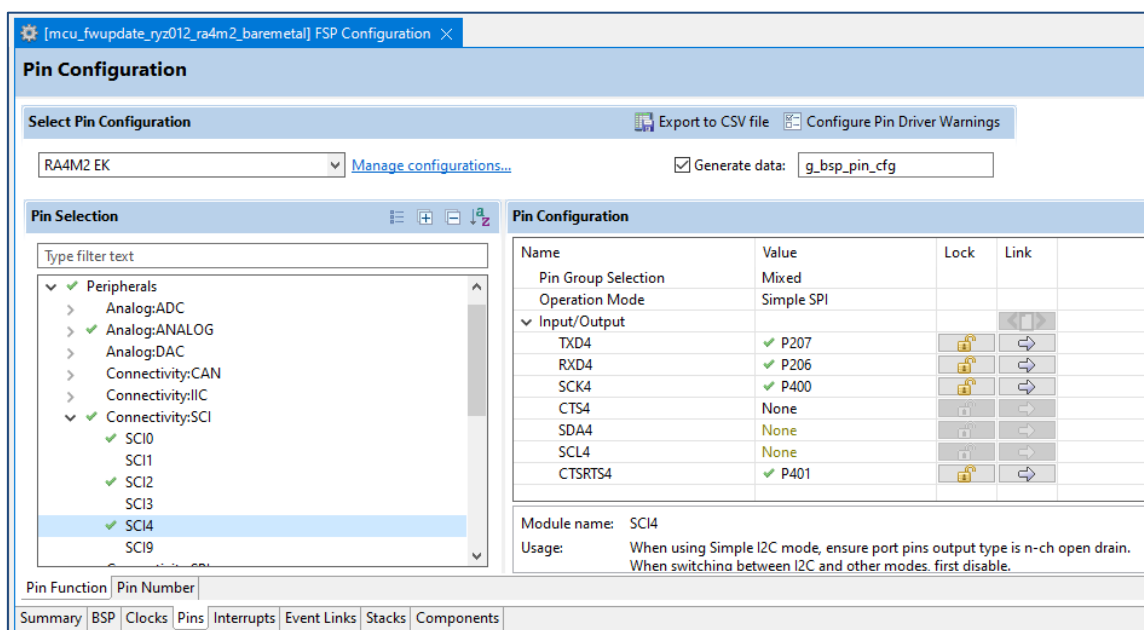 [mcu_fwupdate_ryz012_ra4m2_baremetal] FSP Configuration
Pin Configuration
Select Pin Configuration
Export to CSV file
Configure Pin Driver Warnings
RA4M2 EK
Manage configurations...
Generate data:
g_bsp_pin_cfg
Pin Selection
Type filter text
Peripherals
Analog:ADC
Analog:ANALOG
Analog:DAC
Connectivity:CAN
Connectivity:IIC
Connectivity:SCI
SCI0
SCI1
SCI2
SCI3
SCI4
SCI9
Pin Configuration
Name Value Lock Link
Pin Group Selection Mixed
Operation Mode Simple SPI
Input/Output
TXD4 P207
RXD4 P206
SCK4 P400
CTS4 None
SDA4 None
SCL4 None
CTSRTS4 P401
Module name: SCI4
Usage: When using Simple I2C mode, ensure port pins output type is n-ch open drain.
When switching between I2C and other modes, first disable.
Pin Function Pin Number
Summary BSP Clocks Pins Interrupts Event Links Stacks Components